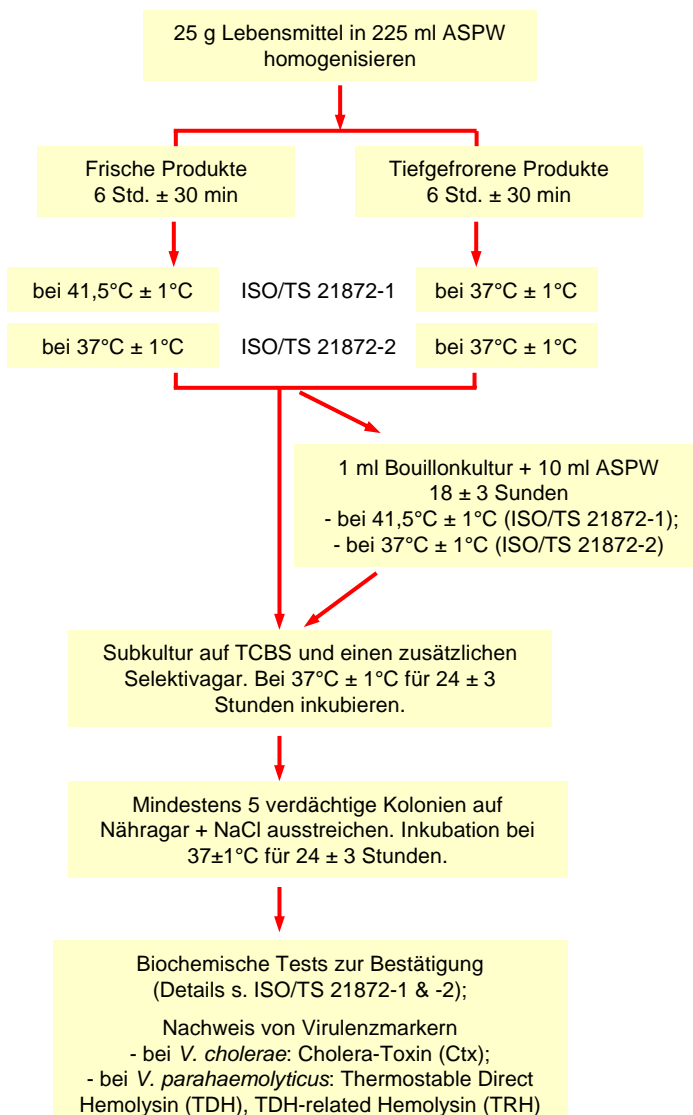 25 g Lebensmittel in 225 ml ASPW
homogenisieren
Frische Produkte
6 Std. ± 30 min
Tiefgefrorene Produkte
6 Std. ± 30 min
bei 41,5°C ± 1°C
ISO/TS 21872-1
bei 37°C ± 1°C
bei 37°C ± 1°C
ISO/TS 21872-2
bei 37°C ± 1°C
1 ml Bouillonkultur + 10 ml ASPW
18 ± 3 Sunden
- bei 41,5°C ± 1°C (ISO/TS 21872-1);
- bei 37°C ± 1°C (ISO/TS 21872-2)
Subkultur auf TCBS und einen zusätzlichen
Selektivagar. Bei 37°C ± 1°C für 24 ± 3
Stunden inkubieren.
Mindestens 5 verdächtige Kolonien auf
Nähragar + NaCl ausstreichen. Inkubation bei
37±1°C für 24 ± 3 Stunden.
Biochemische Tests zur Bestätigung
(Details s. ISO/TS 21872-1 & -2);
Nachweis von Virulenzmarkern
- bei V. cholerae: Cholera-Toxin (Ctx);
- bei V. parahaemolyticus: Thermostable Direct
Hemolysin (TDH), TDH-related Hemolysin (TRH)